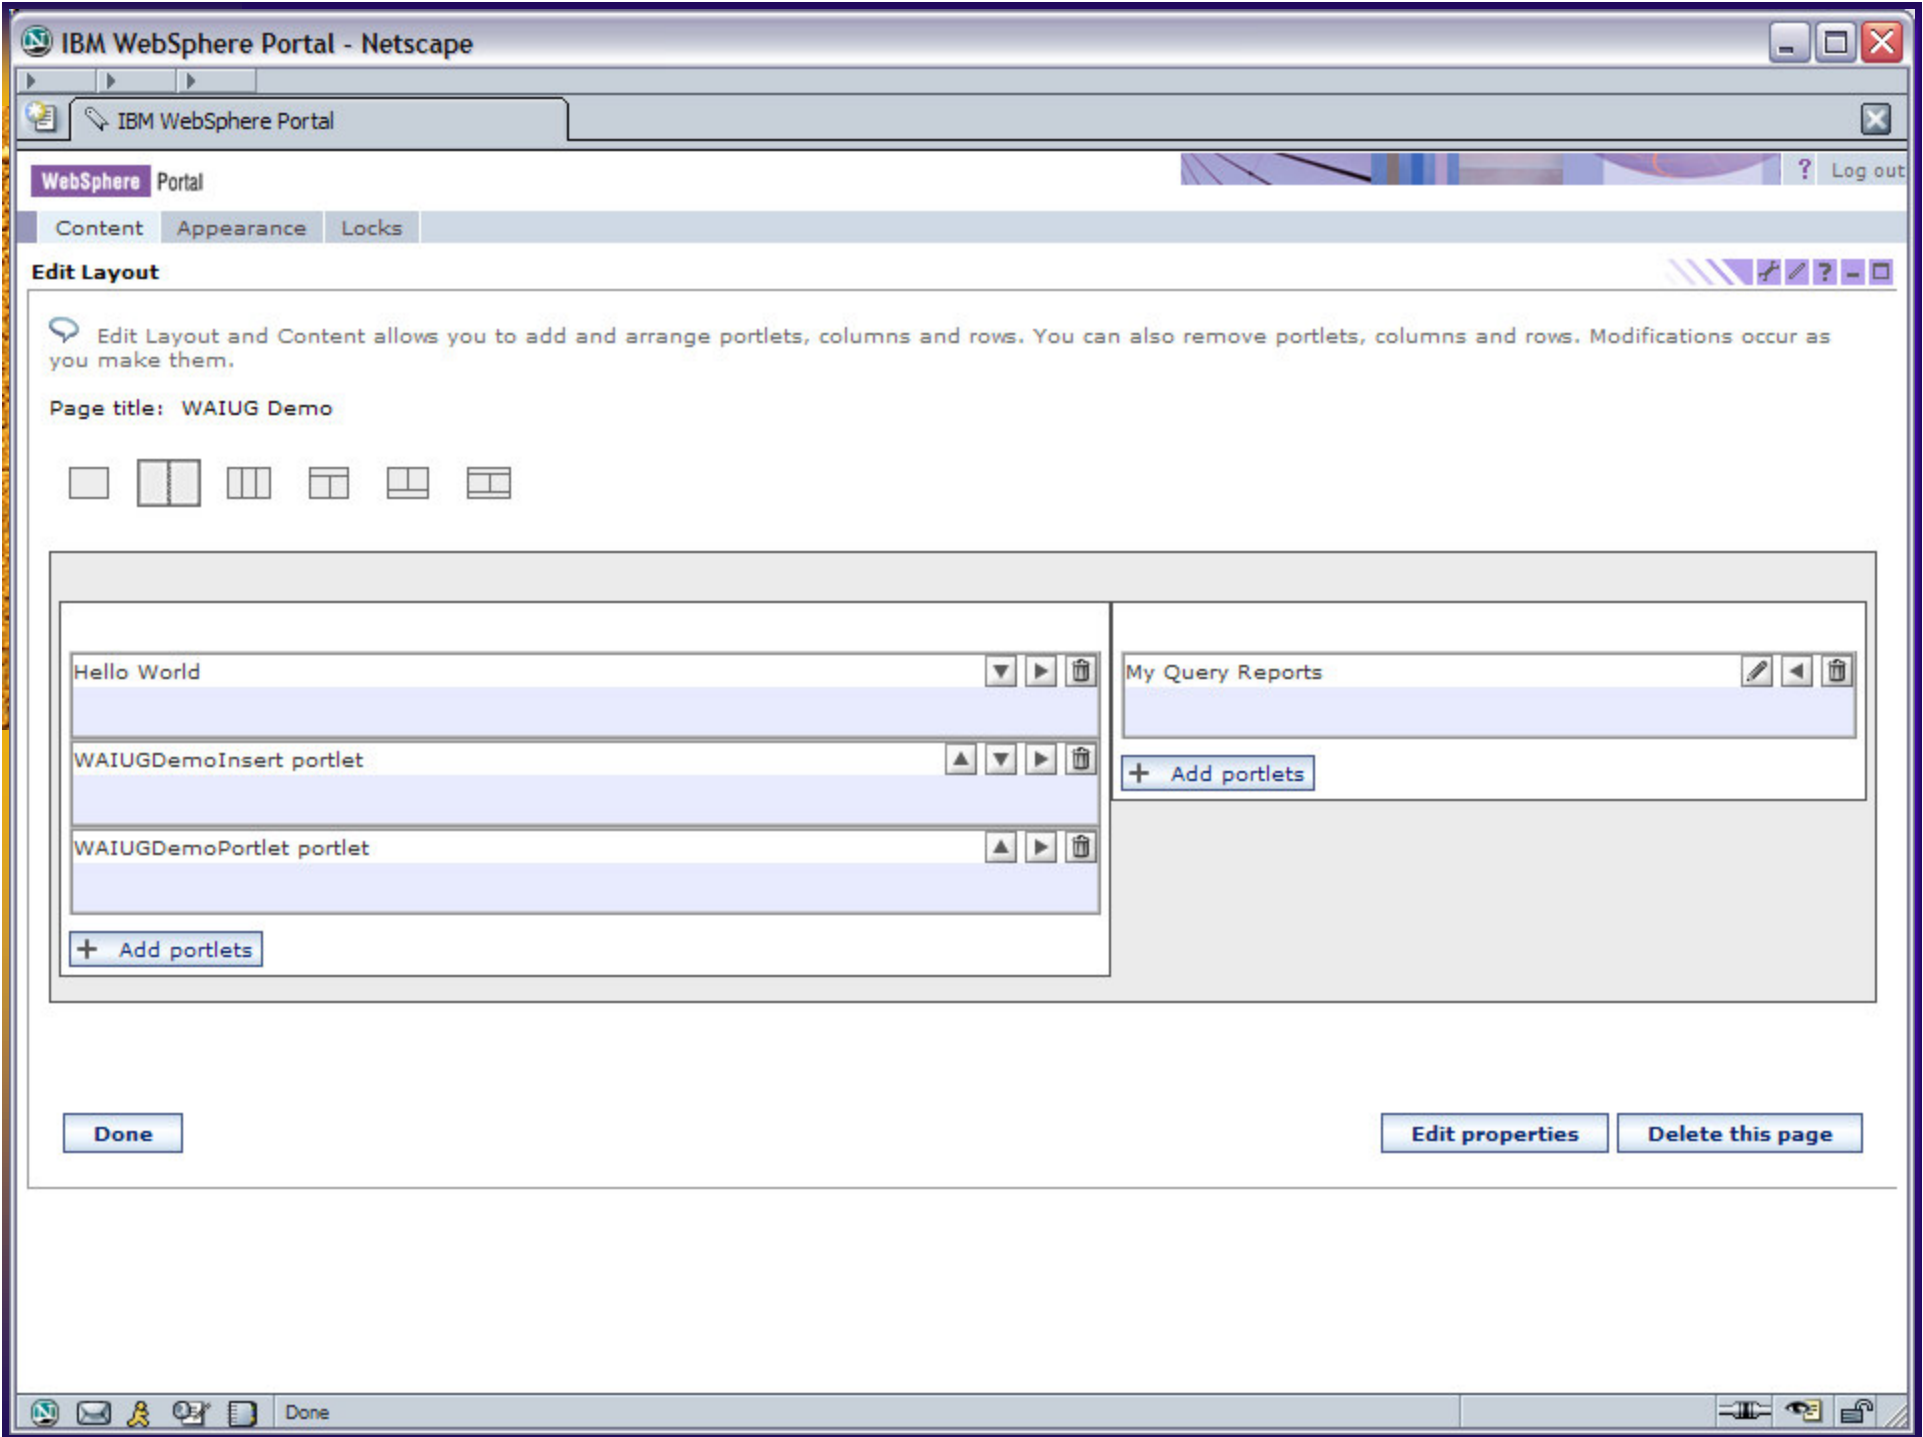 IBM WebSphere Portal - Netscape
IBM WebSphere Portal
WebSphere Portal
? Log out
Content Appearance Locks
Edit Layout
?
Edit Layout and Content allows you to add and arrange portlets, columns and rows. You can also remove portlets, columns and rows. Modifications occur as
you make them.
Page title: WAIUG Demo
Hello World
WAIUGDemoInsert portlet
WAIUGDemoPortlet portlet
+ Add portlets
My Query Reports
+ Add portlets
Done
Edit properties
Delete this page
Done